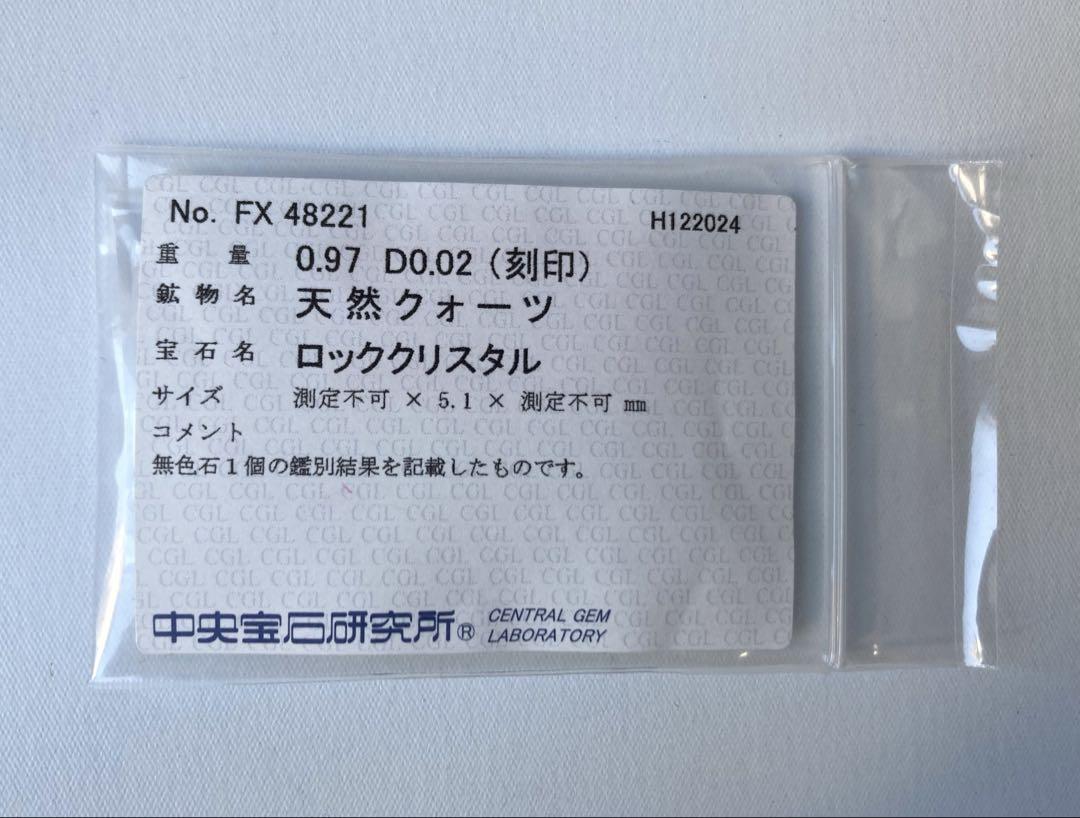 No. FX 48221 H122024
重 量 0.97 D0.02（刻印）
鉱物名 天然クォーツ
宝石名 ロッククリスタル
サイズ 測定不可 × 5.1 × 測定不可 mm
コメント
無色石1個の鑑別結果を記載したものです。
中央宝石研究所® CENTRAL GEM
LABORATORY